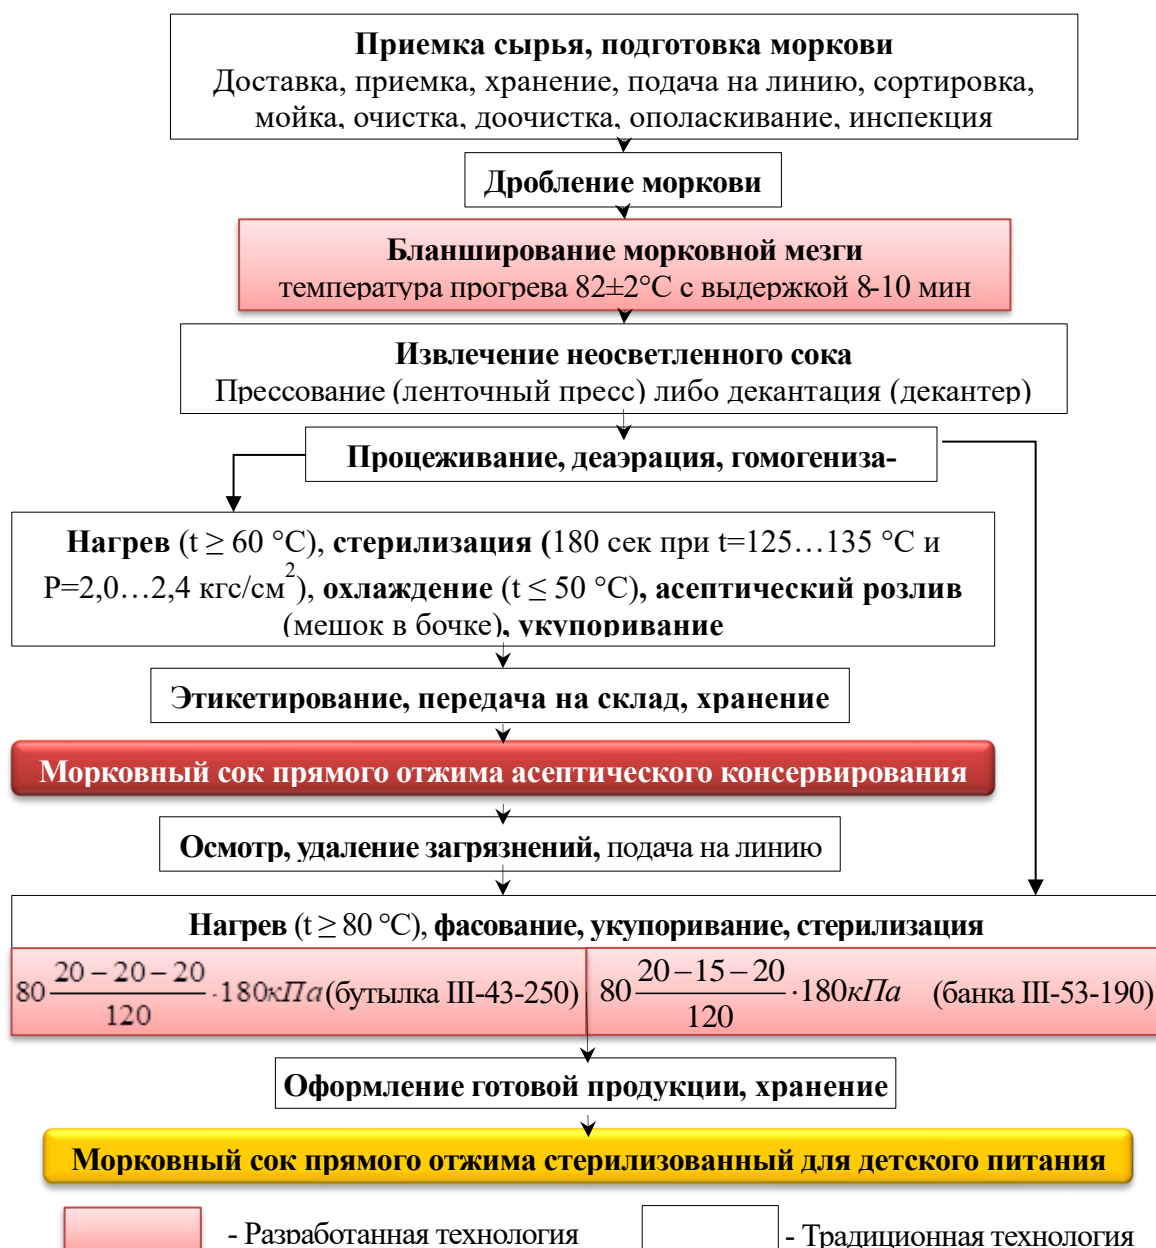 Приемка сырья, подготовка моркови
Доставка, приемка, хранение, подача на линию, сортировка,
мойка, очистка, доочистка, ополаскивание, инспекция
Дробление моркови
Бланширование морковной мезги
температура прогрева 82±2°С с выдержкой 8-10 мин
Извлечение неосветленного сока
Прессование (ленточный пресс) либо декантация (декантер)
Процеживание, деаэрация, гомогениза-
Нагрев (t ≥ 60 °С), стерилизация (180 сек при t=125…135 °С и
Р=2,0…2,4 кгс/см²), охлаждение (t ≤ 50 °С), асептический розлив
(мешок в бочке), укупоривание
Этикетирование, передача на склад, хранение
Морковный сок прямого отжима асептического консервирования
Осмотр, удаление загрязнений, подача на линию
Нагрев (t ≥ 80 °С), фасование, укупоривание, стерилизация
80 (20 – 20 – 20)/120 · 180кПа (бутылка III-43-250)
80 (20 – 15 – 20)/120 · 180кПа (банка III-53-190)
Оформление готовой продукции, хранение
Морковный сок прямого отжима стерилизованный для детского питания
- Разработанная технология
- Традиционная технология